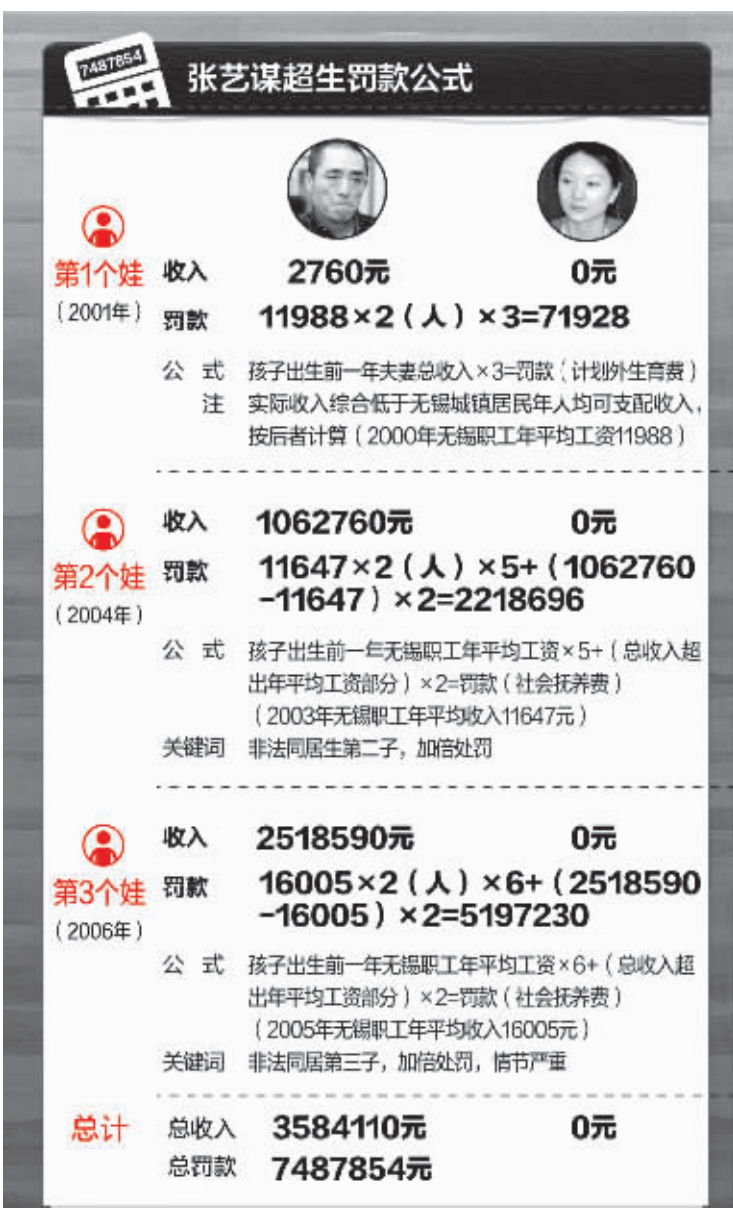 7487854
张艺谋超生罚款公式
第1个娃
(2001年)
收入 2760元 0元
罚款 11988×2(人)×3=71928
公 式 孩子出生前一年夫妻总收入×3=罚款(计划外生育费)
注 实际收入综合低于无锡城镇居民年人均可支配收入,
按后者计算(2000年无锡职工年平均工资11988)
第2个娃
(2004年)
收入 1062760元 0元
罚款 11647×2(人)×5+(1062760
-11647)×2=2218696
公 式 孩子出生前一年无锡职工年平均工资×5+(总收入超
出年平均工资部分)×2=罚款(社会抚养费)
(2003年无锡职工年平均收入11647元)
关键词 非法同居生第二子,加倍处罚
第3个娃
(2006年)
收入 2518590元 0元
罚款 16005×2(人)×6+(2518590
-16005)×2=5197230
公 式 孩子出生前一年无锡职工年平均工资×6+(总收入超
出年平均工资部分)×2=罚款(社会抚养费)
(2005年无锡职工年平均收入16005元)
关键词 非法同居第三子,加倍处罚,情节严重
总计 总收入 3584110元 0元
总罚款 7487854元